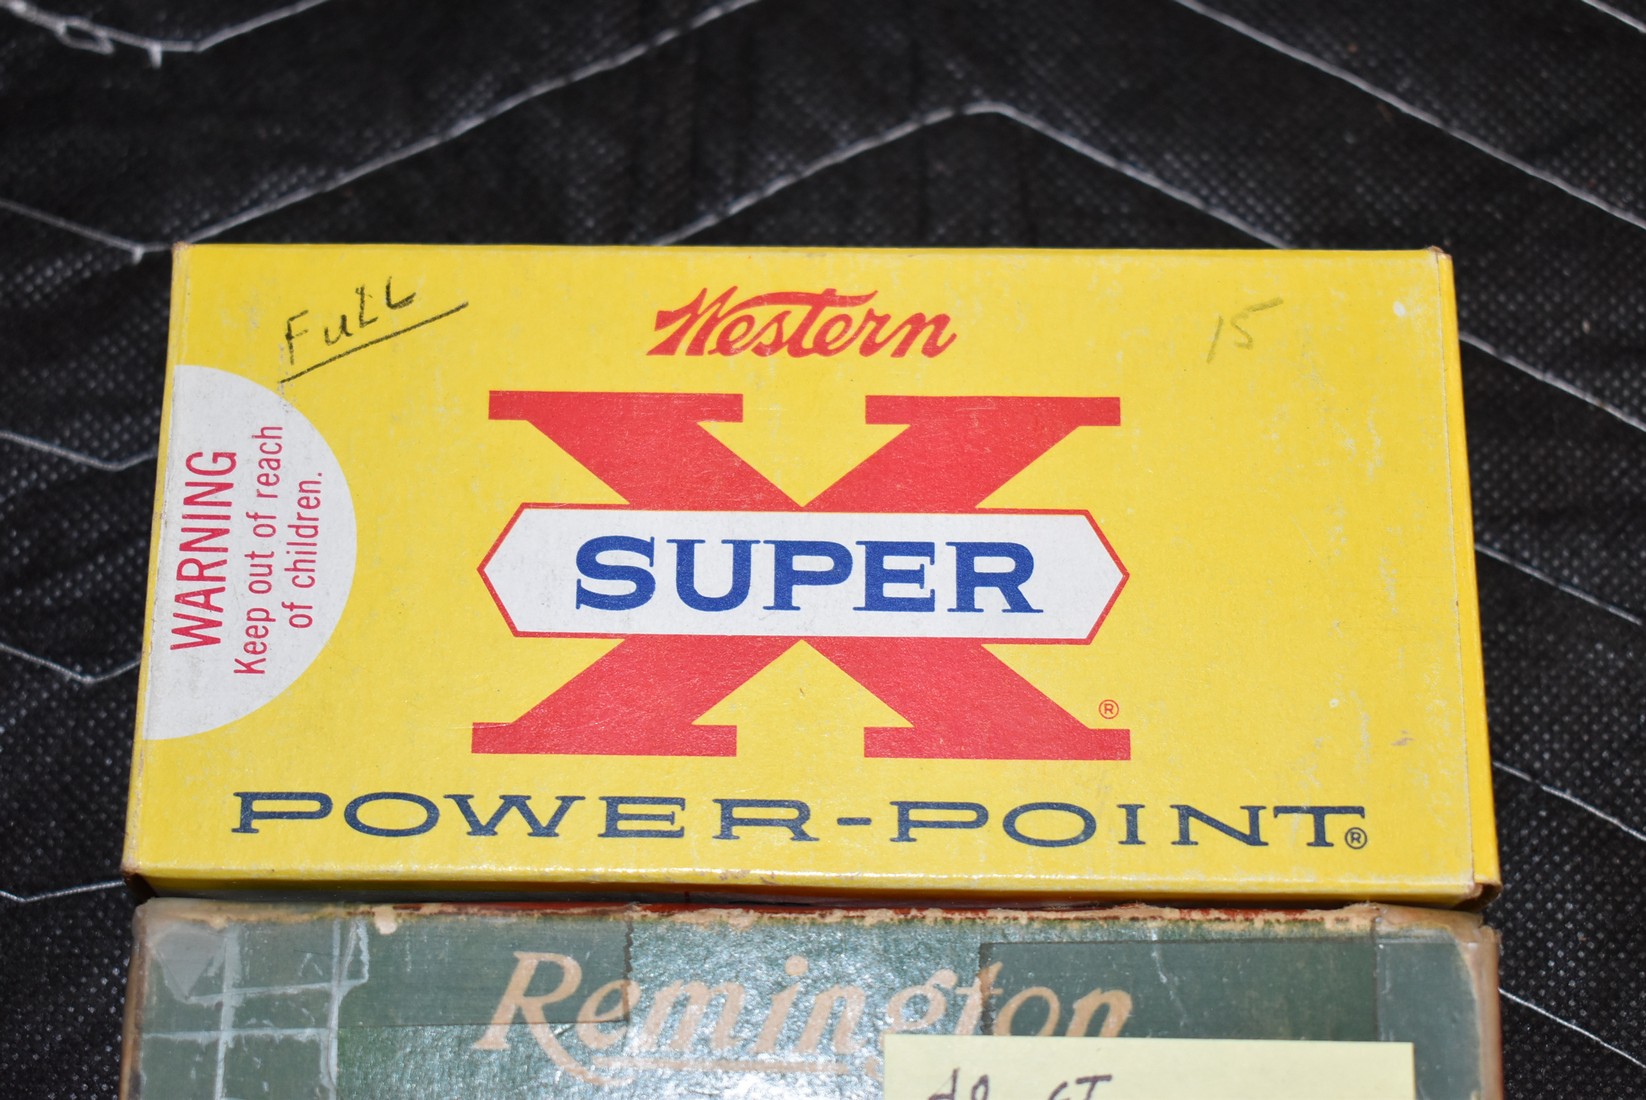 FULL
Western
15
X
SUPER
®
POWER-POINT®
WARNING
Keep out of reach
of children.
Remington